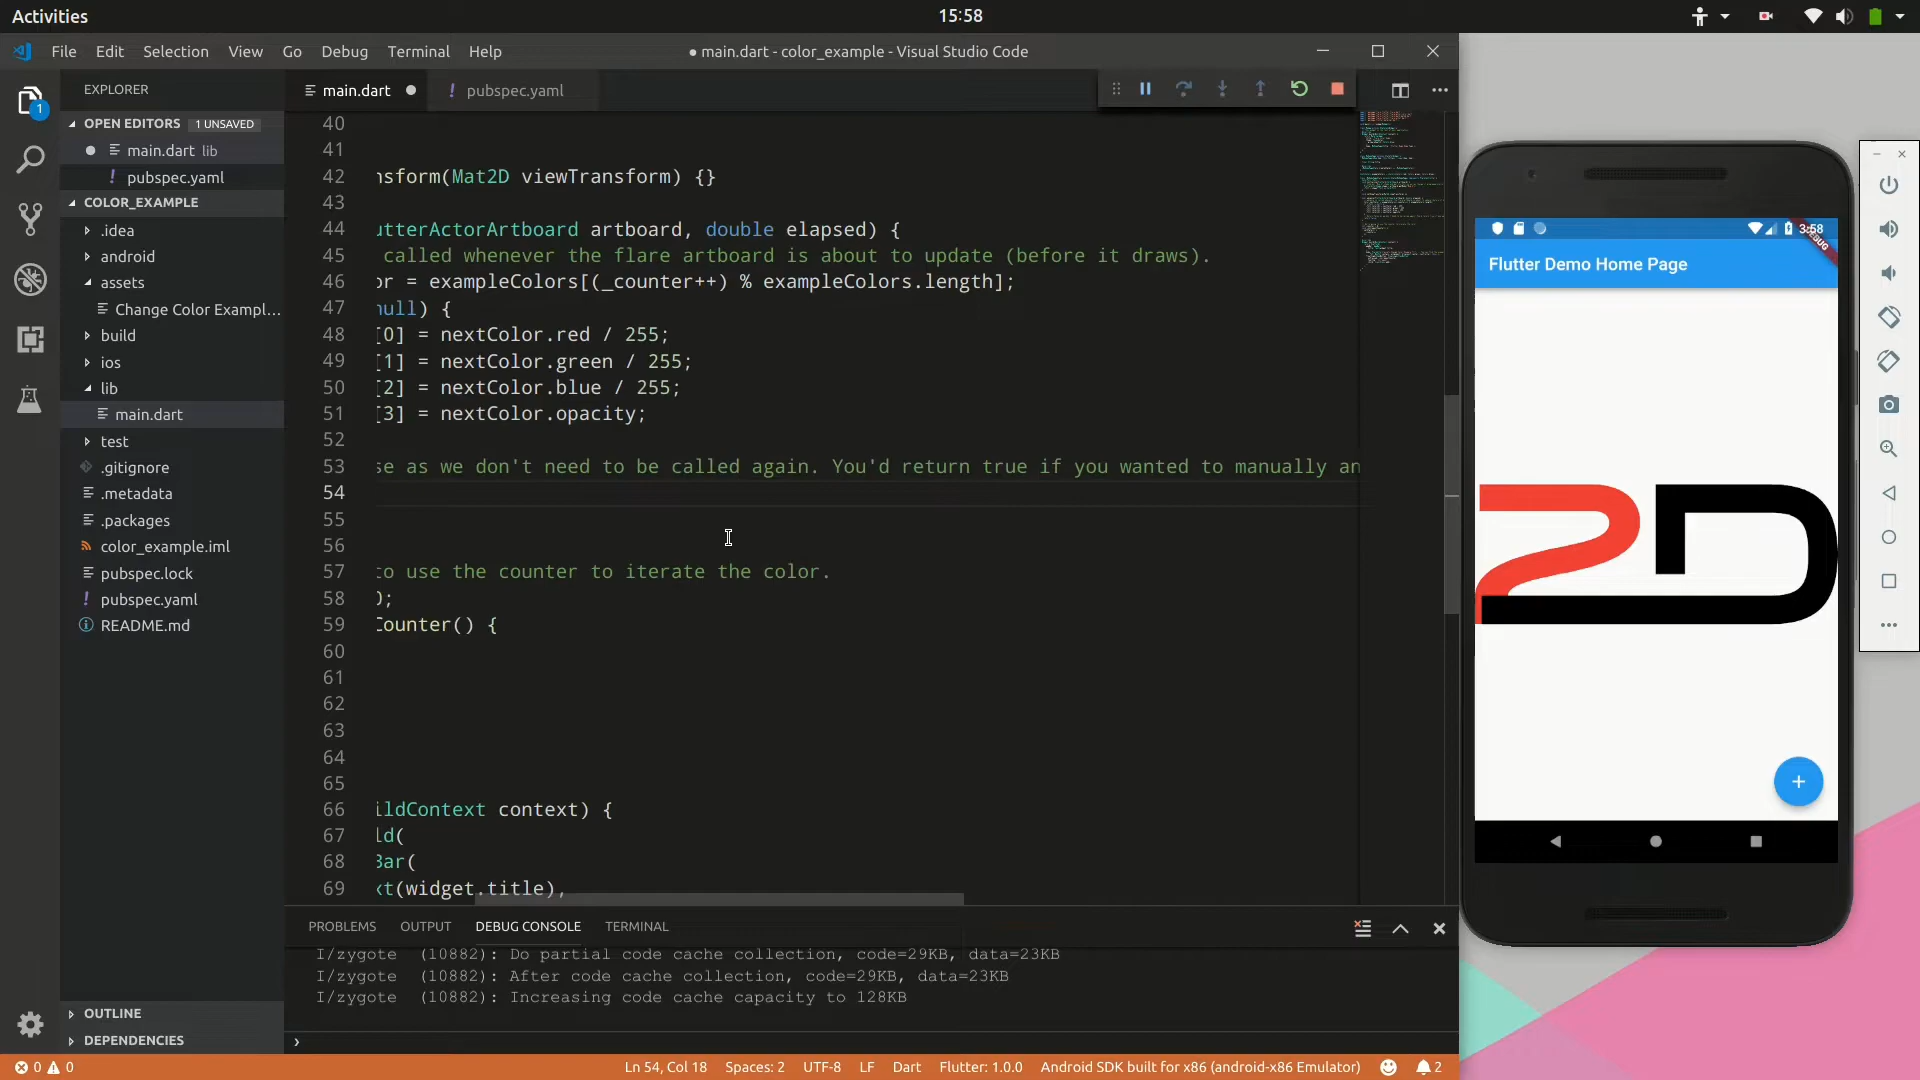 Activities
15:58
File Edit Selection View Go Debug Terminal Help
● main.dart - color_example - Visual Studio Code
EXPLORER
main.dart
! pubspec.yaml
OPEN EDITORS 1 UNSAVED
main.dart lib
! pubspec.yaml
COLOR_EXAMPLE
.idea
android
assets
Change Color Exampl...
build
ios
lib
main.dart
test
.gitignore
.metadata
.packages
color_example.iml
pubspec.lock
! pubspec.yaml
README.md
OUTLINE
DEPENDENCIES
1
40
41
42 nsform(Mat2D viewTransform) {}
43
44 utterActorArtboard artboard, double elapsed) {
45 called whenever the flare artboard is about to update (before it draws).
46 or = exampleColors[(_counter++) % exampleColors.length];
47 null) {
48 [0] = nextColor.red / 255;
49 [1] = nextColor.green / 255;
50 [2] = nextColor.blue / 255;
51 [3] = nextColor.opacity;
52
53 se as we don't need to be called again. You'd return true if you wanted to manually an
54
55
56
57 to use the counter to iterate the color.
58 );
59 Counter() {
60
61
62
63
64
65
66 ildContext context) {
67 ld(
68 Bar(
69 xt(widget.title),
PROBLEMS OUTPUT DEBUG CONSOLE TERMINAL
I/zygote (10882): Do partial code cache collection, code=29KB, data=23KB
I/zygote (10882): After code cache collection, code=29KB, data=23KB
I/zygote (10882): Increasing code cache capacity to 128KB
›
0 0
Ln 54, Col 18 Spaces: 2 UTF-8 LF Dart Flutter: 1.0.0 Android SDK built for x86 (android-x86 Emulator) 2
3:58
DEBUG
Flutter Demo Home Page
2D
+